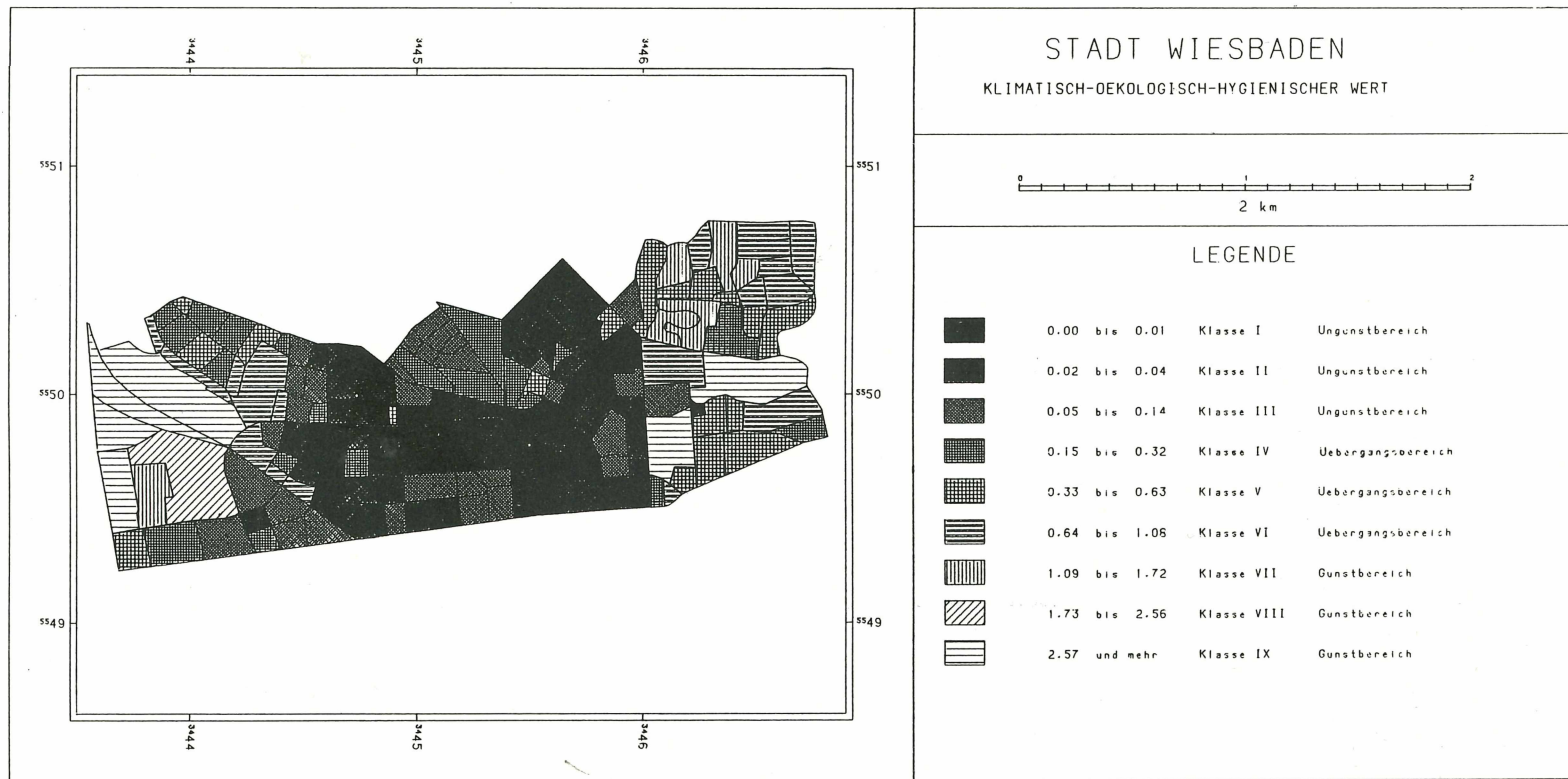 STADT WIESBADEN
KLIMATISCH-OEKOLOGISCH-HYGIENISCHER WERT
0 1 2
2 km
LEGENDE
0.00 bis 0.01 Klasse I Ungunstbereich
0.02 bis 0.04 Klasse II Ungunstbereich
0.05 bis 0.14 Klasse III Ungunstbereich
0.15 bis 0.32 Klasse IV Uebergangsbereich
0.33 bis 0.63 Klasse V Uebergangsbereich
0.64 bis 1.08 Klasse VI Uebergangsbereich
1.09 bis 1.72 Klasse VII Gunstbereich
1.73 bis 2.56 Klasse VIII Gunstbereich
2.57 und mehr Klasse IX Gunstbereich
3444 3445 3446
5551 5551
5550 5550
5549 5549
3444 3445 3446